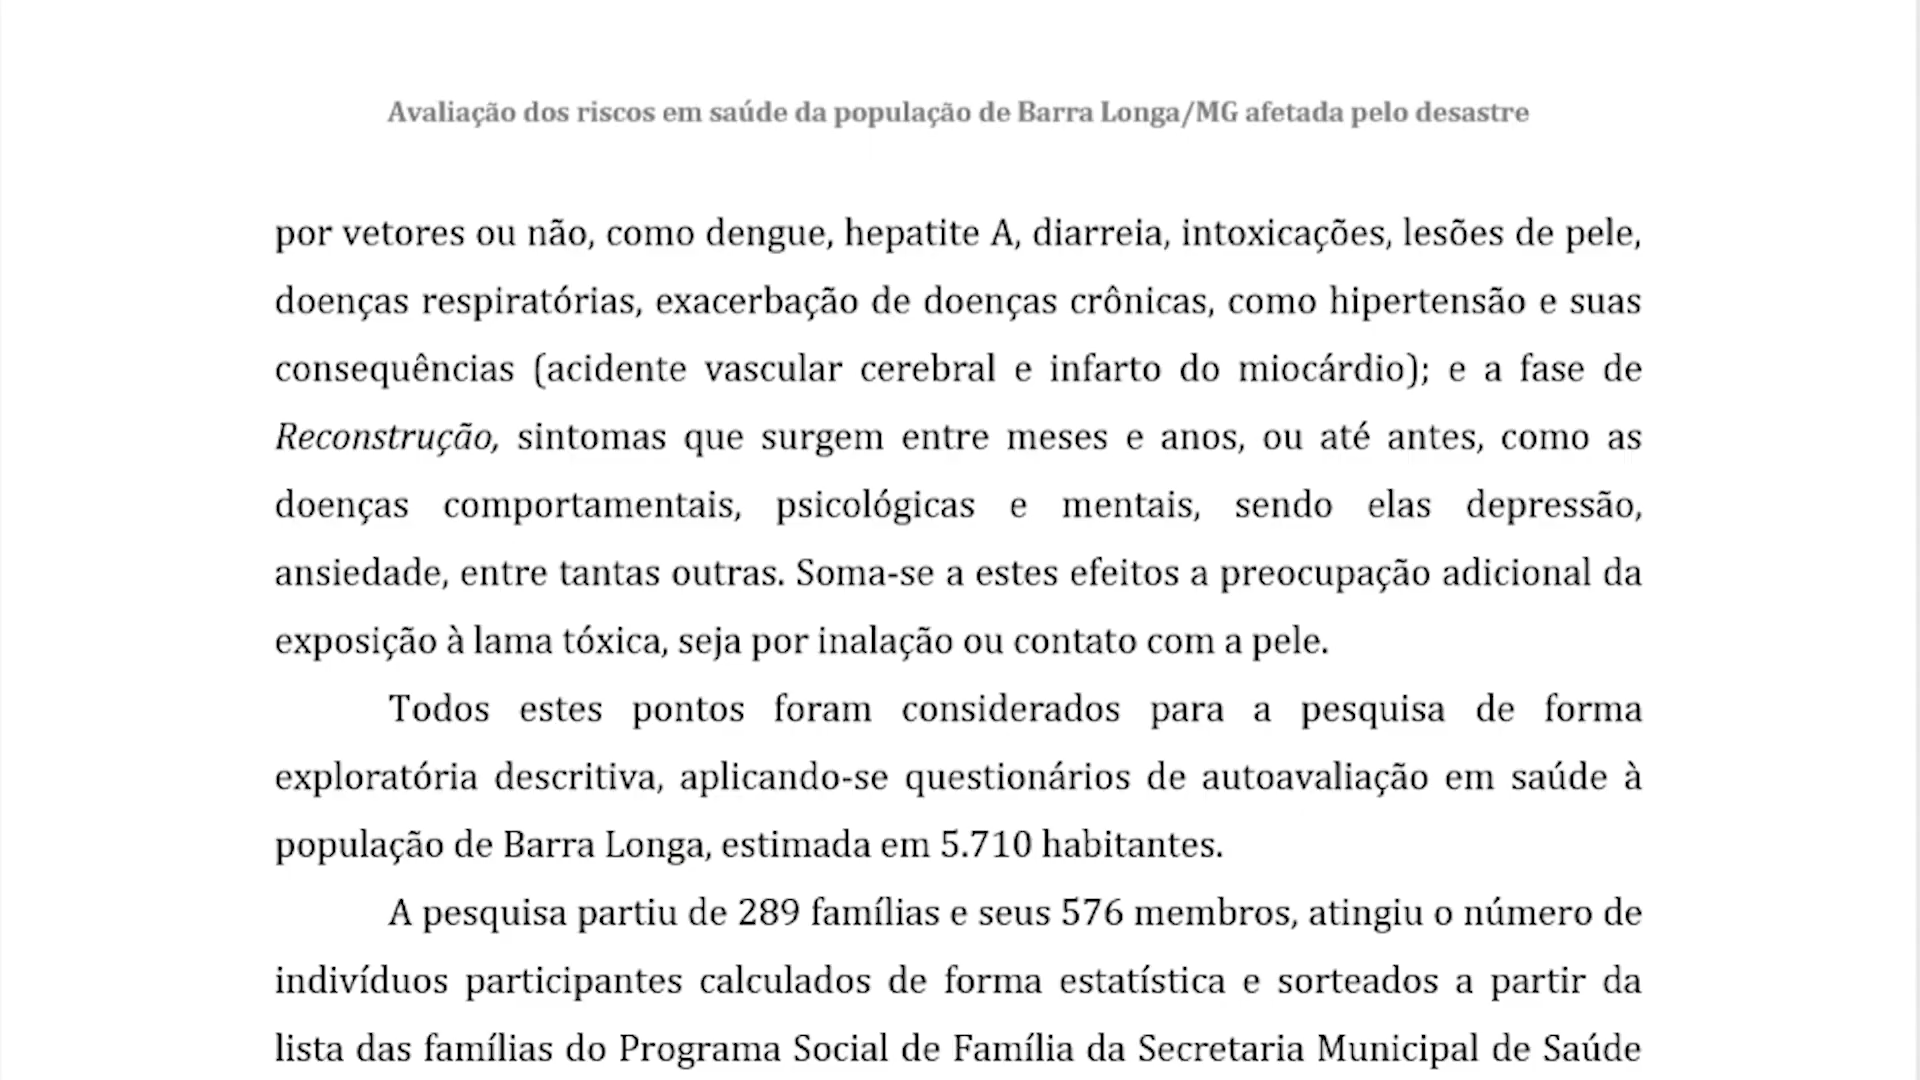 Avaliação dos riscos em saúde da população de Barra Longa/MG afetada pelo desastre
por vetores ou não, como dengue, hepatite A, diarreia, intoxicações, lesões de pele,
doenças respiratórias, exacerbação de doenças crônicas, como hipertensão e suas
consequências (acidente vascular cerebral e infarto do miocárdio); e a fase de
Reconstrução, sintomas que surgem entre meses e anos, ou até antes, como as
doenças comportamentais, psicológicas e mentais, sendo elas depressão,
ansiedade, entre tantas outras. Soma-se a estes efeitos a preocupação adicional da
exposição à lama tóxica, seja por inalação ou contato com a pele.
Todos estes pontos foram considerados para a pesquisa de forma
exploratória descritiva, aplicando-se questionários de autoavaliação em saúde à
população de Barra Longa, estimada em 5.710 habitantes.
A pesquisa partiu de 289 famílias e seus 576 membros, atingiu o número de
indivíduos participantes calculados de forma estatística e sorteados a partir da
lista das famílias do Programa Social de Família da Secretaria Municipal de Saúde